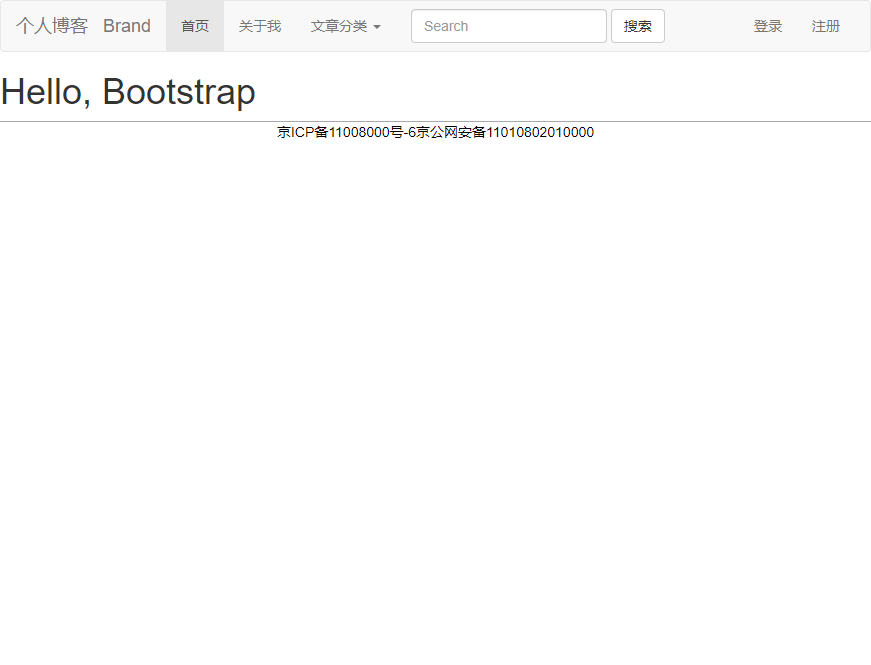 个人博客 Brand 首页 关于我 文章分类 Search 搜索 登录 注册
Hello, Bootstrap
京ICP备11008000号-6京公网安备11010802010000